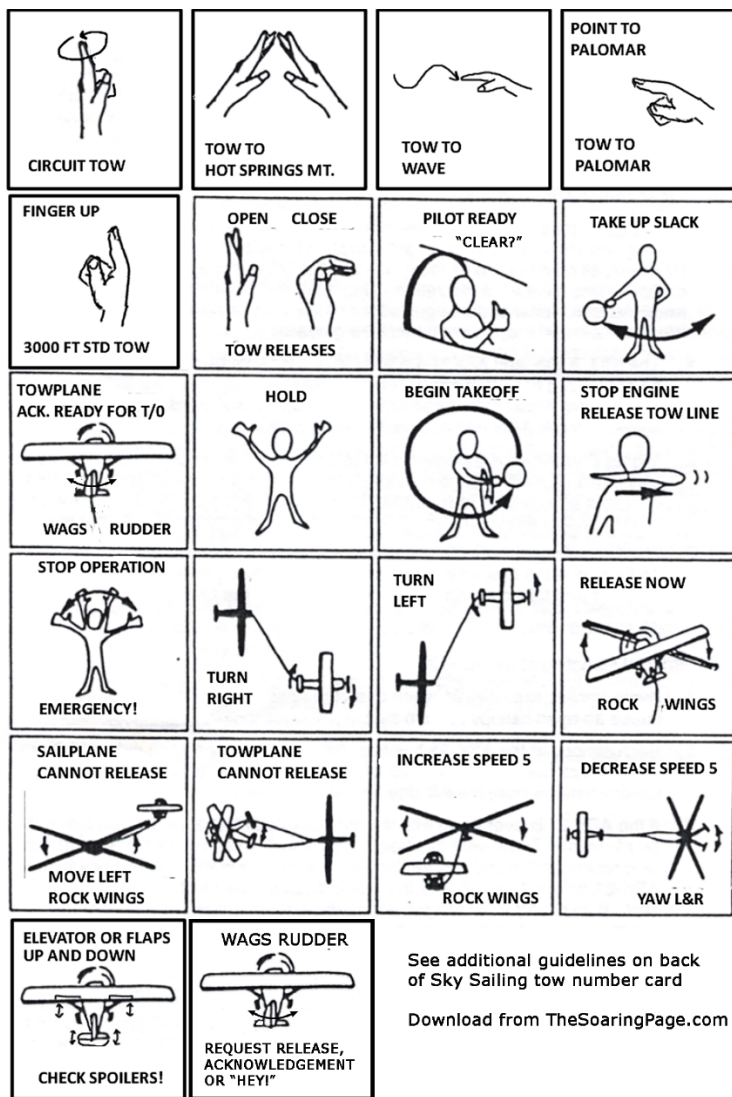 CIRCUIT TOW
TOW TO
HOT SPRINGS MT.
TOW TO
WAVE
POINT TO
PALOMAR
TOW TO
PALOMAR
FINGER UP
3000 FT STD TOW
OPEN CLOSE
TOW RELEASES
PILOT READY
"CLEAR?"
TAKE UP SLACK
TOWPLANE
ACK. READY FOR T/0
WAGS RUDDER
HOLD
BEGIN TAKEOFF
STOP ENGINE
RELEASE TOW LINE
STOP OPERATION
EMERGENCY!
TURN
RIGHT
TURN
LEFT
RELEASE NOW
ROCK WINGS
SAILPLANE
CANNOT RELEASE
MOVE LEFT
ROCK WINGS
TOWPLANE
CANNOT RELEASE
INCREASE SPEED 5
ROCK WINGS
DECREASE SPEED 5
YAW L&R
ELEVATOR OR FLAPS
UP AND DOWN
CHECK SPOILERS!
WAGS RUDDER
REQUEST RELEASE,
ACKNOWLEDGEMENT
OR "HEY!"
See additional guidelines on back
of Sky Sailing tow number card
Download from TheSoaringPage.com